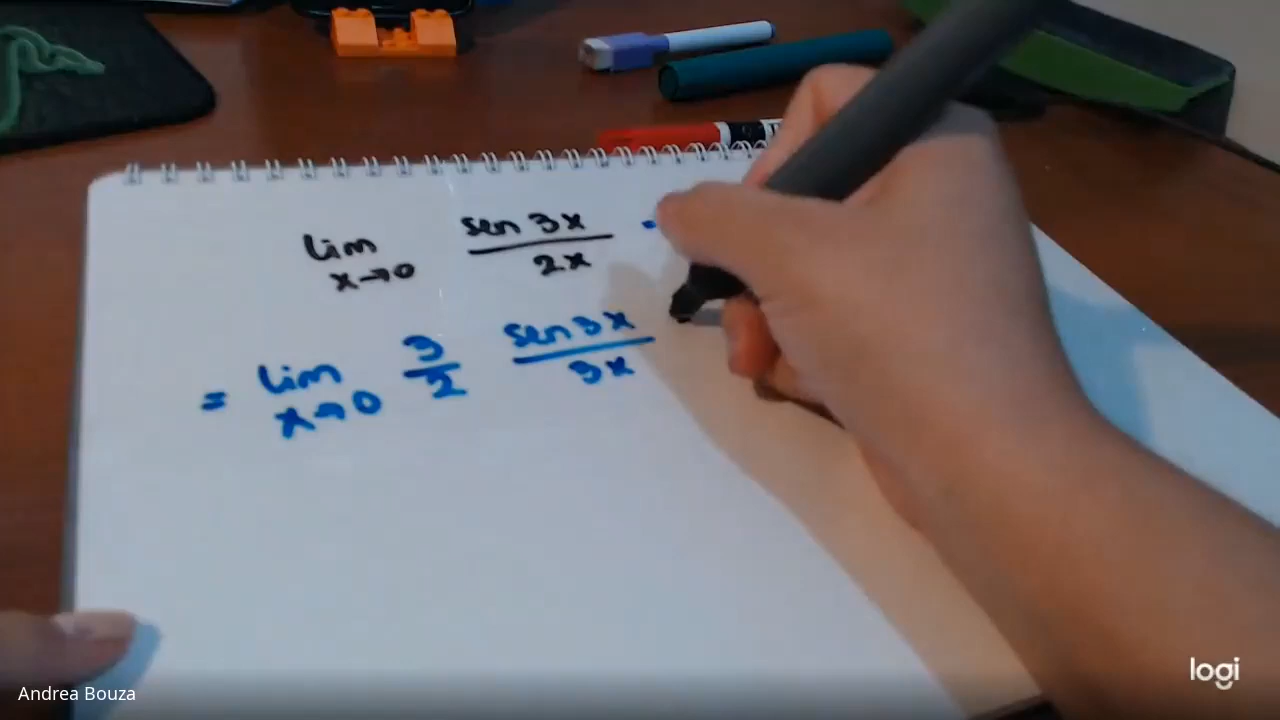 lim sen 3x
x→0 2x
= lim 3 sen 3x
x→0 2 3x
Andrea Bouza
logi